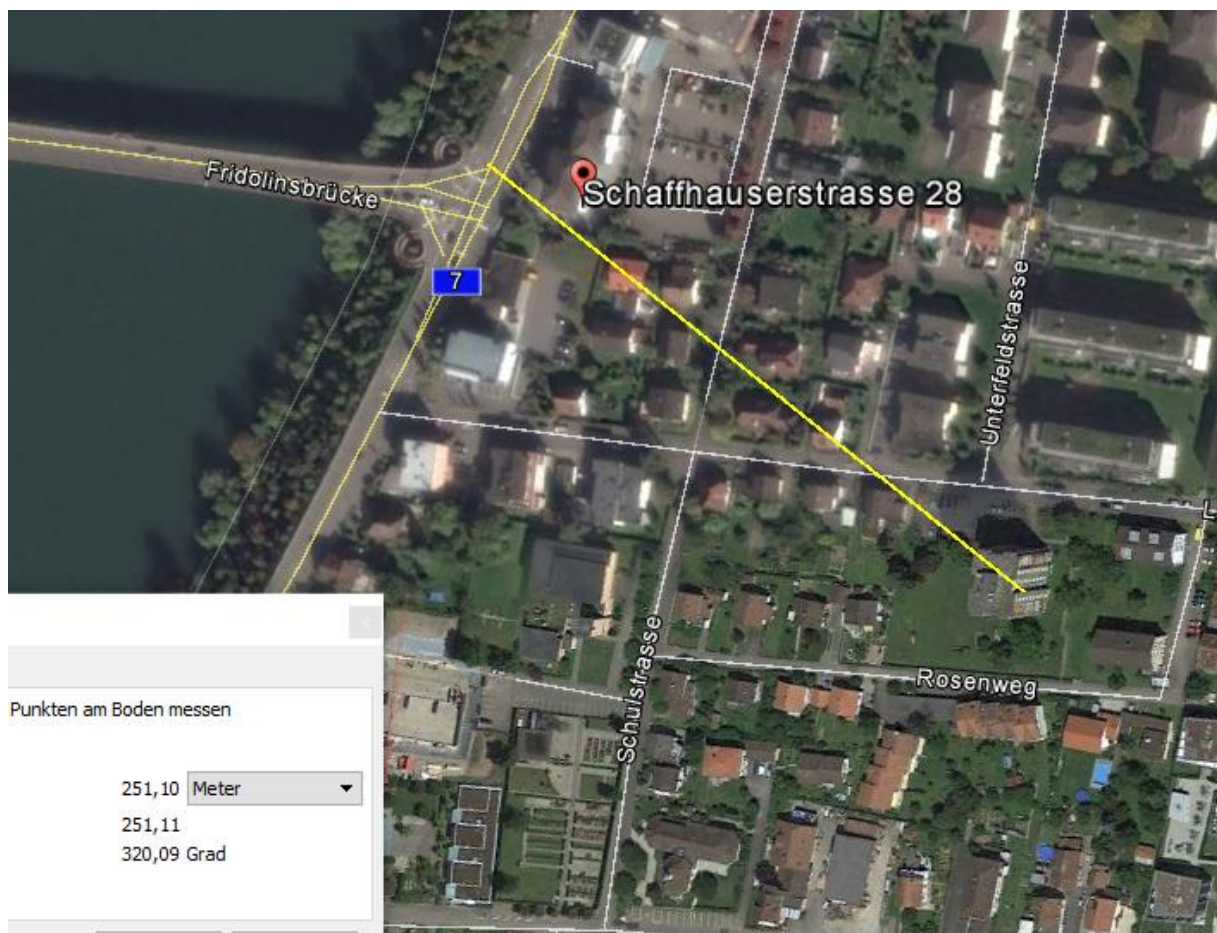 Fridolinsbrücke
Schaffhauserstrasse 28
7
Unterfeldstrasse
Schulstrasse
Rosenweg
Punkten am Boden messen
251,10 Meter
251,11
320,09 Grad